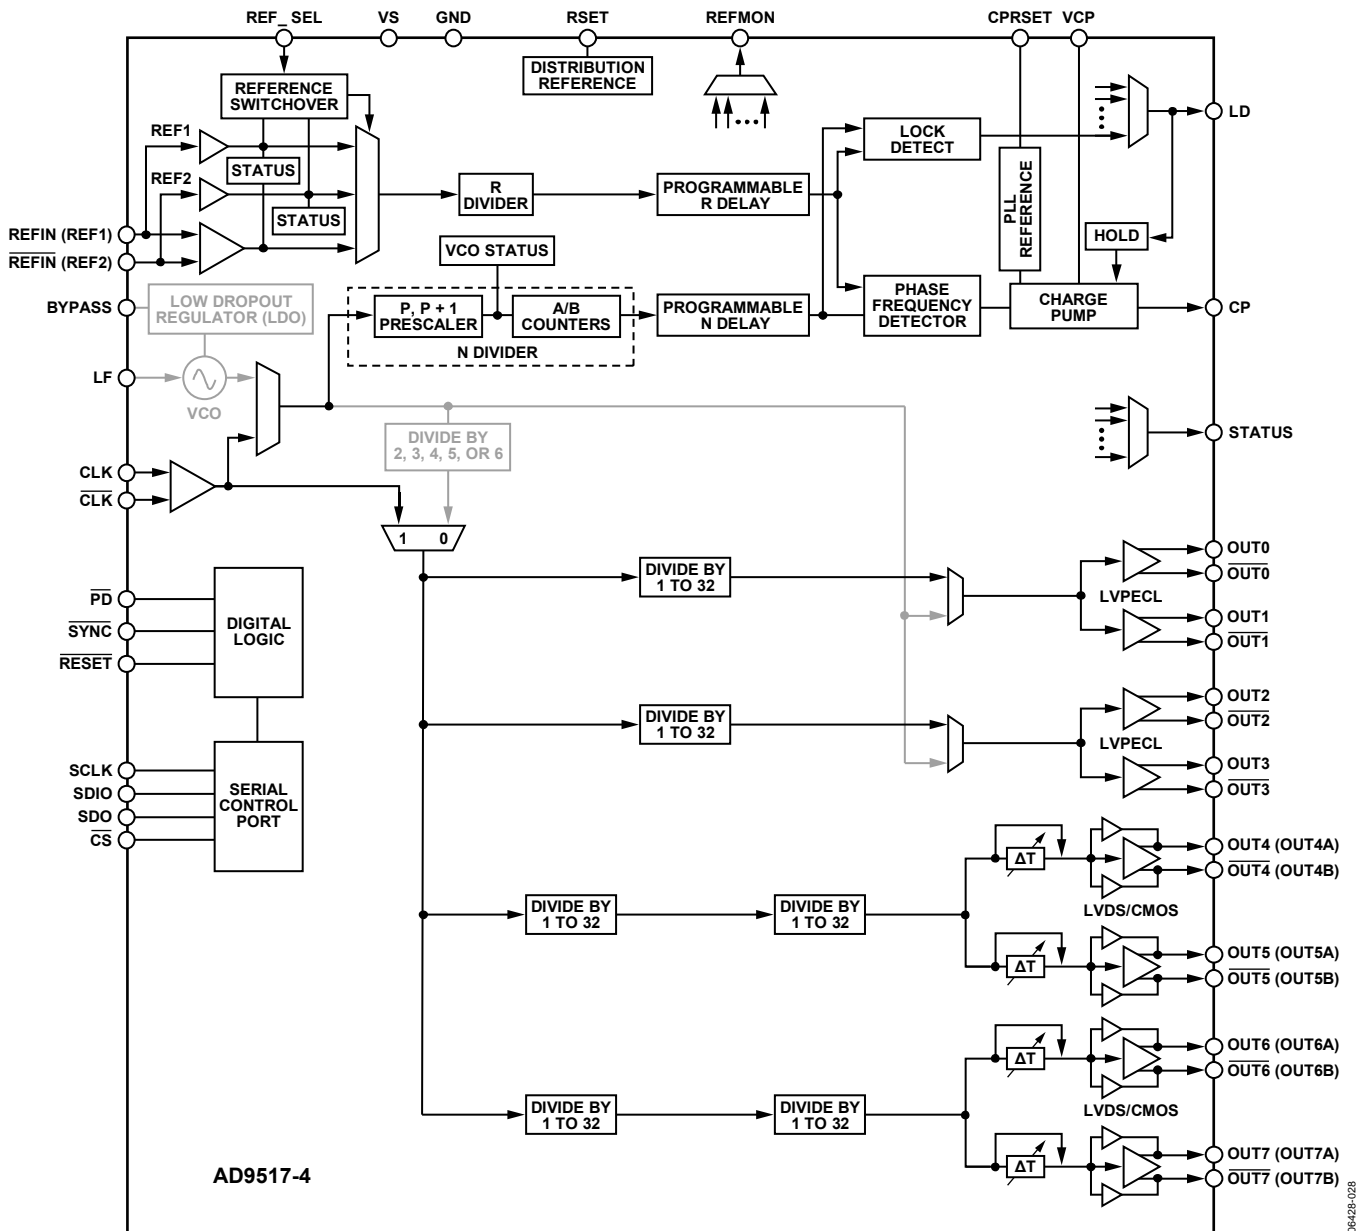 REF_ SEL
VS
GND
RSET
REFMON
CPRSET
VCP
DISTRIBUTION
REFERENCE
REFERENCE
SWITCHOVER
REF1
STATUS
REF2
STATUS
R
DIVIDER
PROGRAMMABLE
R DELAY
LOCK
DETECT
PLL
REFERENCE
HOLD
LD
REFIN (REF1)
REFIN (REF2)
VCO STATUS
BYPASS
LOW DROPOUT
REGULATOR (LDO)
P, P + 1
PRESCALER
A/B
COUNTERS
N DIVIDER
PROGRAMMABLE
N DELAY
PHASE
FREQUENCY
DETECTOR
CHARGE
PUMP
CP
LF
VCO
DIVIDE BY
2, 3, 4, 5, OR 6
STATUS
CLK
CLK
1 0
DIVIDE BY
1 TO 32
LVPECL
OUT0
OUT0
OUT1
OUT1
PD
SYNC
RESET
DIGITAL
LOGIC
DIVIDE BY
1 TO 32
LVPECL
OUT2
OUT2
OUT3
OUT3
SCLK
SDIO
SDO
CS
SERIAL
CONTROL
PORT
ΔT
OUT4 (OUT4A)
OUT4 (OUT4B)
DIVIDE BY
1 TO 32
DIVIDE BY
1 TO 32
LVDS/CMOS
ΔT
OUT5 (OUT5A)
OUT5 (OUT5B)
ΔT
OUT6 (OUT6A)
OUT6 (OUT6B)
DIVIDE BY
1 TO 32
DIVIDE BY
1 TO 32
LVDS/CMOS
ΔT
OUT7 (OUT7A)
OUT7 (OUT7B)
AD9517-4
06428-028